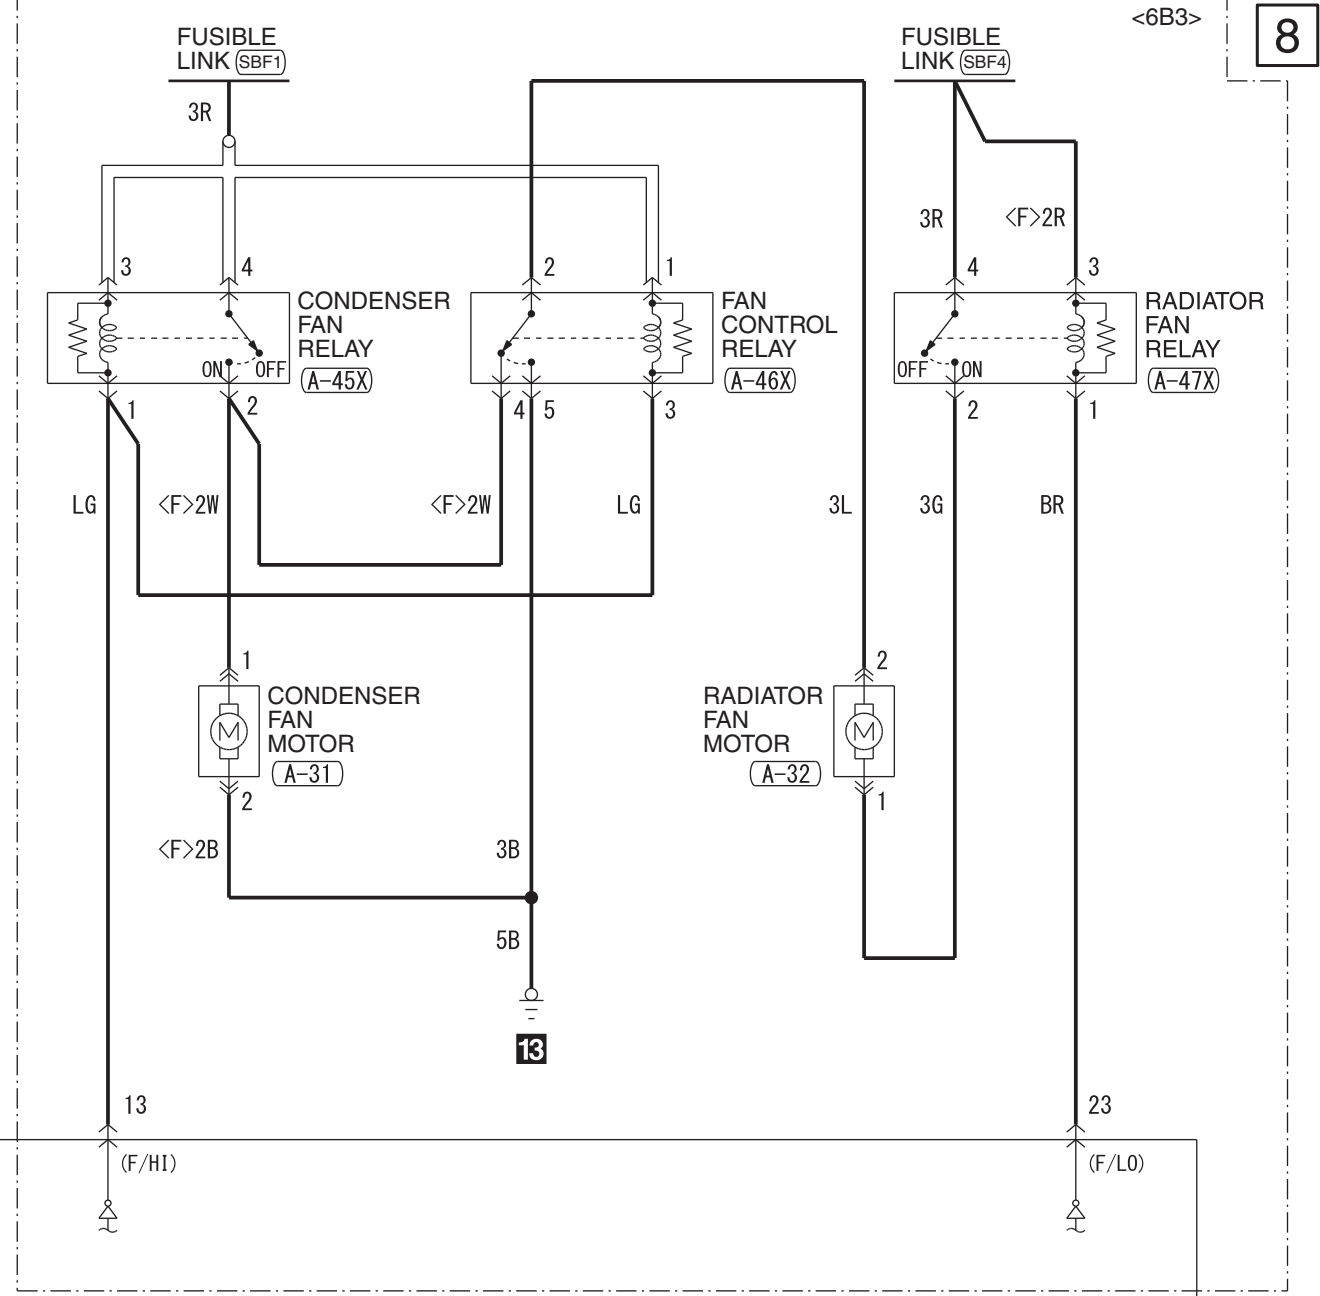 <6B3>
8
FUSIBLE
LINK (SBF1)
FUSIBLE
LINK (SBF4)
3R
3R
<F>2R
3
4
2
1
4
3
CONDENSER
FAN
RELAY
A-45X
ON
OFF
FAN
CONTROL
RELAY
A-46X
RADIATOR
FAN
RELAY
A-47X
OFF
ON
1
2
4
5
3
2
1
LG
<F>2W
<F>2W
LG
3L
3G
BR
1
CONDENSER
FAN
MOTOR
A-31
M
2
2
RADIATOR
FAN
MOTOR
A-32
M
1
<F>2B
3B
5B
13
13
(F/HI)
23
(F/LO)